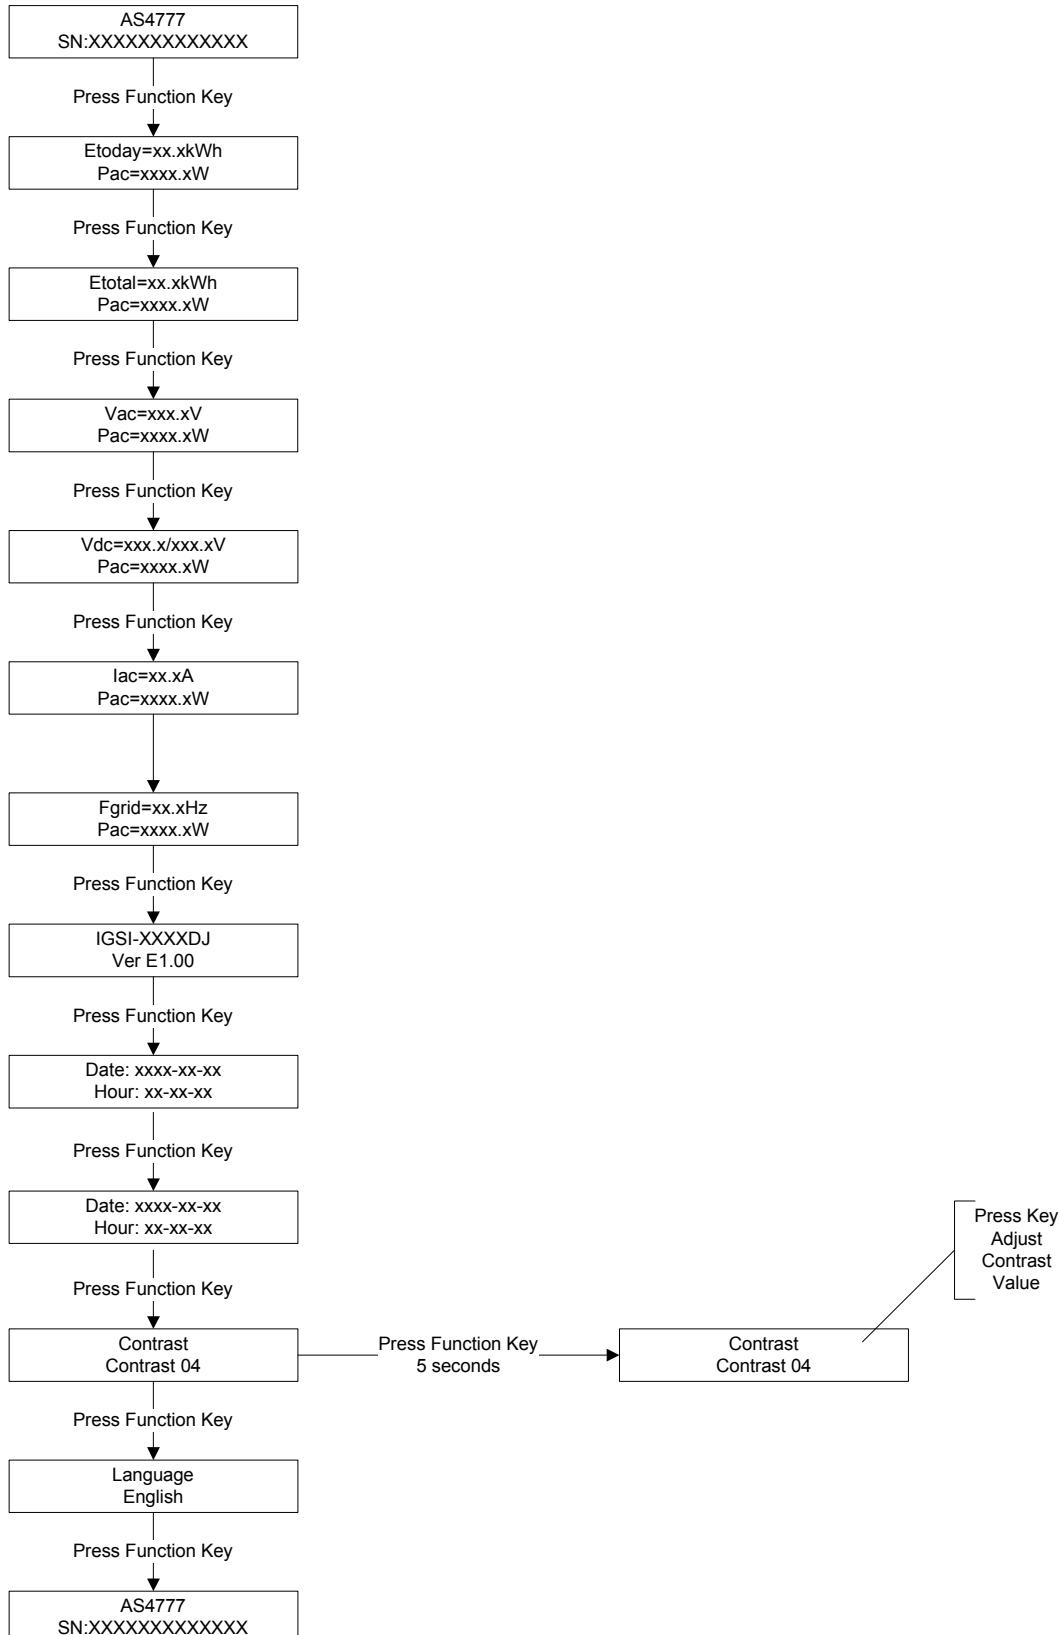 AS4777
SN:XXXXXXXXXXXXX
Press Function Key
Etoday=xx.xkWh
Pac=xxxx.xW
Press Function Key
Etotal=xx.xkWh
Pac=xxxx.xW
Press Function Key
Vac=xxx.xV
Pac=xxxx.xW
Press Function Key
Vdc=xxx.x/xxx.xV
Pac=xxxx.xW
Press Function Key
Iac=xx.xA
Pac=xxxx.xW
Fgrid=xx.xHz
Pac=xxxx.xW
Press Function Key
IGSI-XXXXDJ
Ver E1.00
Press Function Key
Date: xxxx-xx-xx
Hour: xx-xx-xx
Press Function Key
Date: xxxx-xx-xx
Hour: xx-xx-xx
Press Function Key
Contrast
Contrast 04
Press Function Key
5 seconds
Contrast
Contrast 04
Press Key
Adjust
Contrast
Value
Press Function Key
Language
English
Press Function Key
AS4777
SN:XXXXXXXXXXXXX